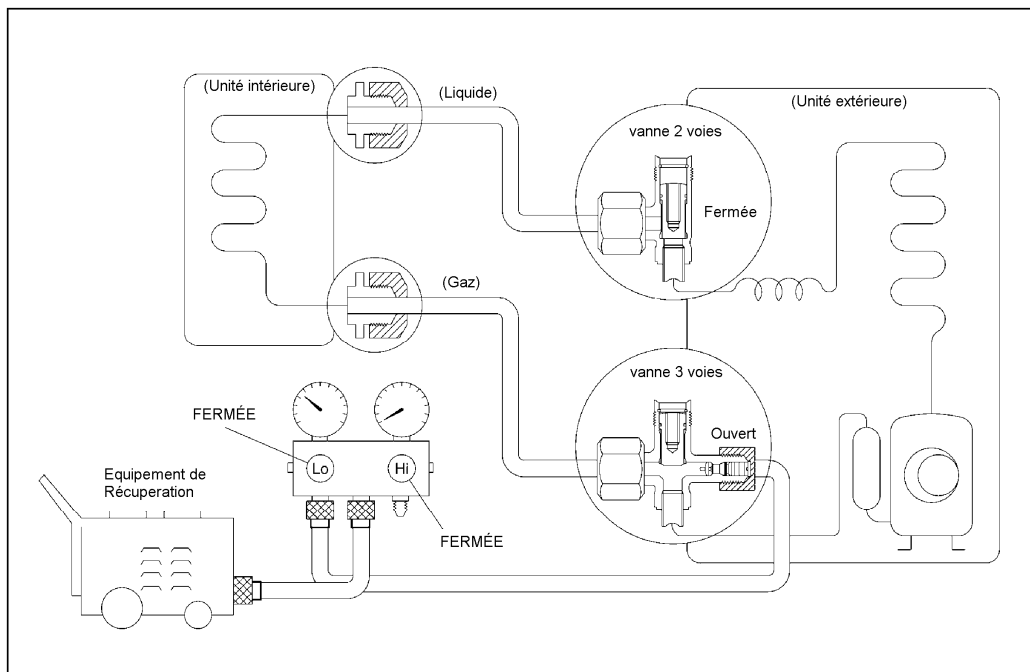 (Unité intérieure)
(Liquide)
(Unité extérieure)
vanne 2 voies
Fermée
(Gaz)
vanne 3 voies
Ouvert
FERMÉE
Lo
Hi
Equipement de
Récuperation
FERMÉE